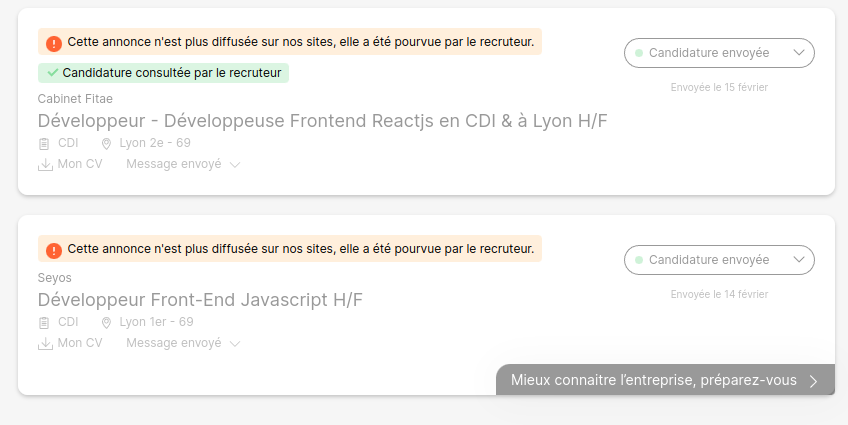 Cette annonce n'est plus diffusée sur nos sites, elle a été pourvue par le recruteur.
Candidature envoyée
Candidature consultée par le recruteur
Envoyée le 15 février
Cabinet Fitae
Développeur - Développeuse Frontend Reactjs en CDI & à Lyon H/F
CDI Lyon 2e - 69
Mon CV Message envoyé
Cette annonce n'est plus diffusée sur nos sites, elle a été pourvue par le recruteur.
Candidature envoyée
Seyos
Envoyée le 14 février
Développeur Front-End Javascript H/F
CDI Lyon 1er - 69
Mon CV Message envoyé
Mieux connaitre l’entreprise, préparez-vous